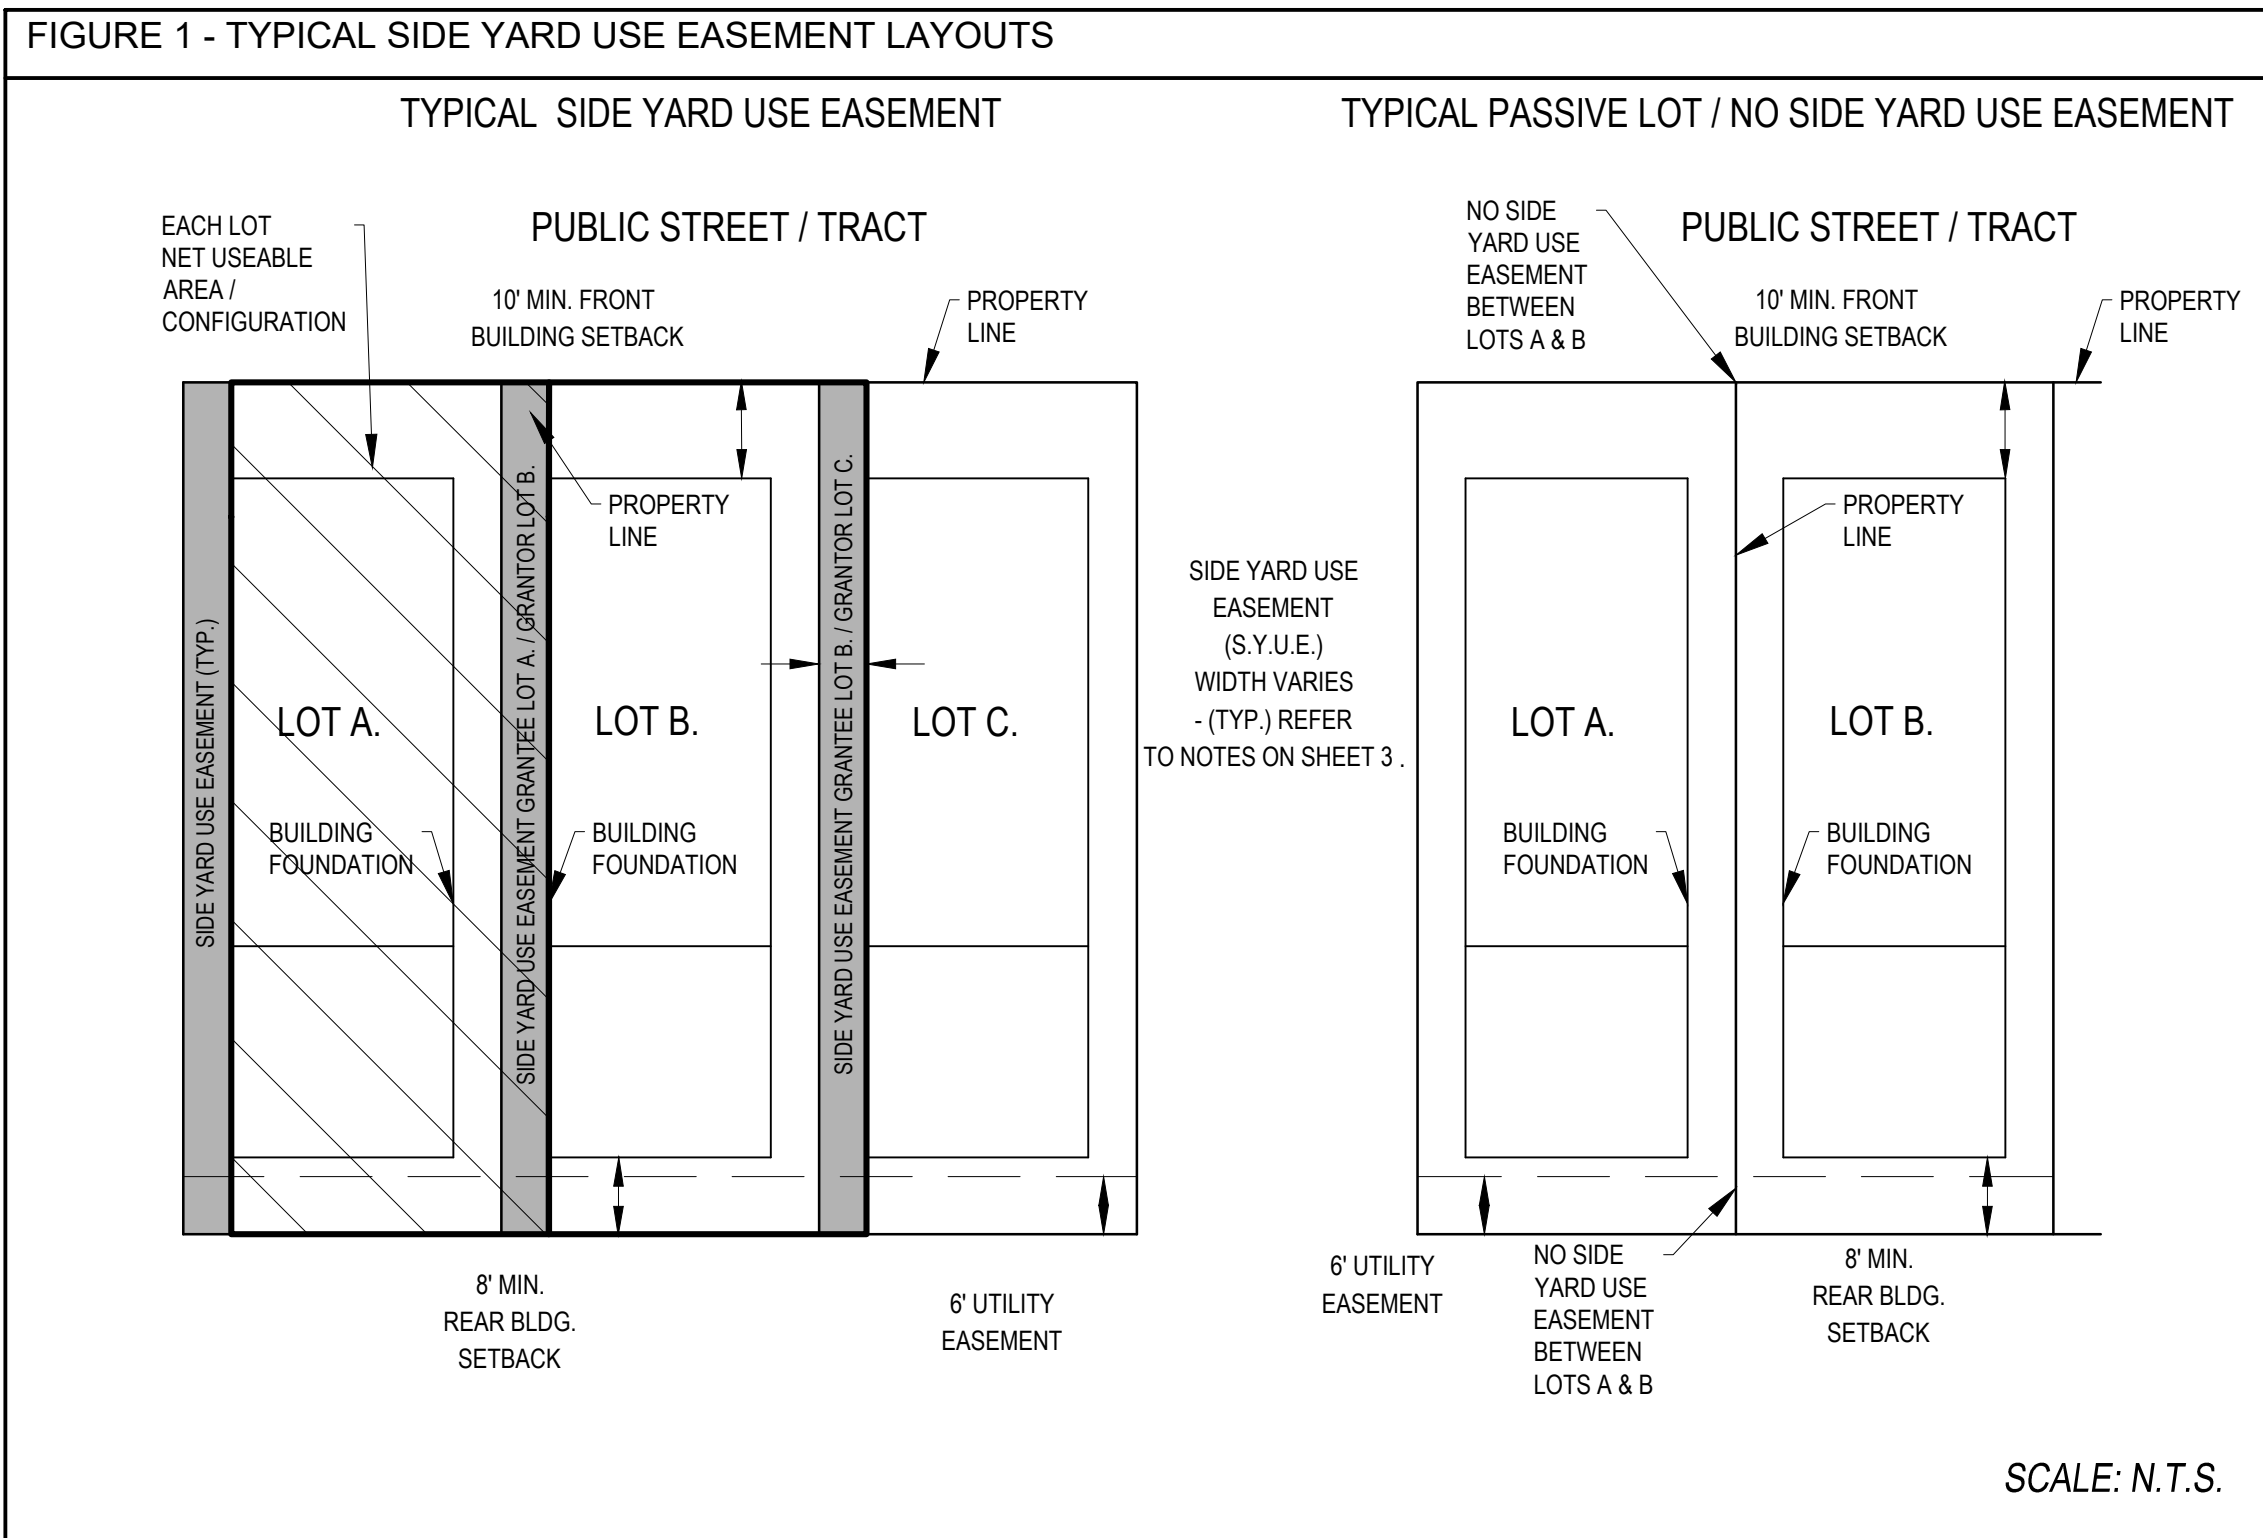 FIGURE 1 - TYPICAL SIDE YARD USE EASEMENT LAYOUTS
TYPICAL SIDE YARD USE EASEMENT
PUBLIC STREET / TRACT
EACH LOT
NET USEABLE
AREA /
CONFIGURATION
10' MIN. FRONT
BUILDING SETBACK
PROPERTY
LINE
PROPERTY
LINE
SIDE YARD USE EASEMENT (TYP.)
SIDE YARD USE EASEMENT GRANTEE LOT A. / GRANTOR LOT B.
SIDE YARD USE EASEMENT GRANTEE LOT B. / GRANTOR LOT C.
LOT A.
LOT B.
LOT C.
BUILDING
FOUNDATION
BUILDING
FOUNDATION
8' MIN.
REAR BLDG.
SETBACK
6' UTILITY
EASEMENT
SIDE YARD USE
EASEMENT
(S.Y.U.E.)
WIDTH VARIES
- (TYP.) REFER
TO NOTES ON SHEET 3 .
TYPICAL PASSIVE LOT / NO SIDE YARD USE EASEMENT
NO SIDE
YARD USE
EASEMENT
BETWEEN
LOTS A & B
PUBLIC STREET / TRACT
10' MIN. FRONT
BUILDING SETBACK
PROPERTY
LINE
PROPERTY
LINE
LOT A.
LOT B.
BUILDING
FOUNDATION
BUILDING
FOUNDATION
6' UTILITY
EASEMENT
NO SIDE
YARD USE
EASEMENT
BETWEEN
LOTS A & B
8' MIN.
REAR BLDG.
SETBACK
SCALE: N.T.S.